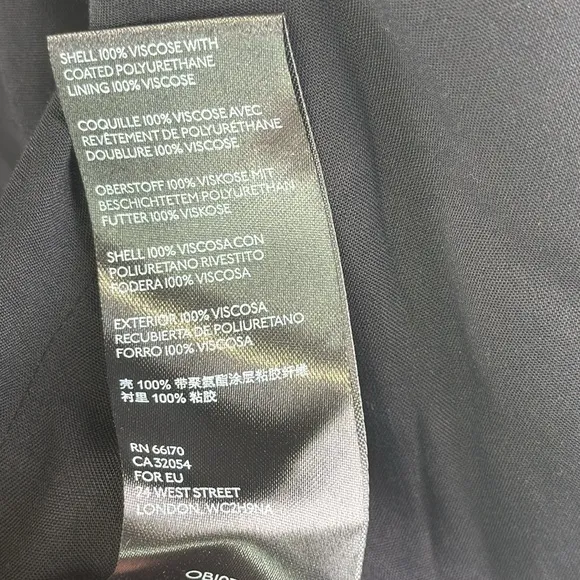 SHELL 100% VISCOSE WITH
COATED POLYURETHANE
LINING 100% VISCOSE
COQUILLE 100% VISCOSE AVEC
REVÊTEMENT DE POLYURÉTHANE
DOUBLURE 100% VISCOSE
OBERSTOFF 100% VISKOSE MIT
BESCHICHTETEM POLYURETHAN
FUTTER 100% VISKOSE
SHELL 100% VISCOSA CON
POLIURETANO RIVESTITO
FODERA 100% VISCOSA
EXTERIOR 100% VISCOSA
RECUBIERTA DE POLIURETANO
FORRO 100% VISCOSA
壳 100% 带聚氨酯涂层粘胶纤维
衬里 100% 粘胶
RN 66170
CA 32054
FOR EU
74 WEST STREET
LONDON, WC2H9NA